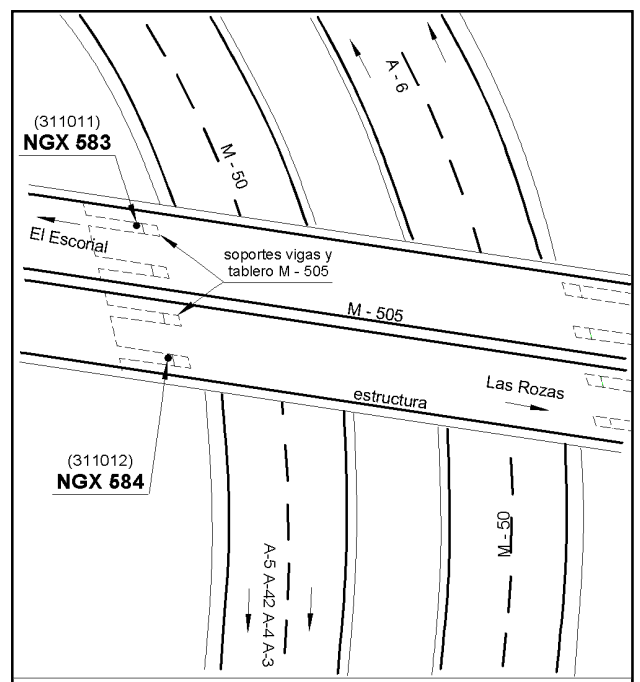 A - 6
(311011)
NGX 583
M - 50
El Escorial
soportes vigas y
tablero M - 505
M - 505
Las Rozas
estructura
(311012)
NGX 584
M - 50
A-5 A-42 A-4 A-3